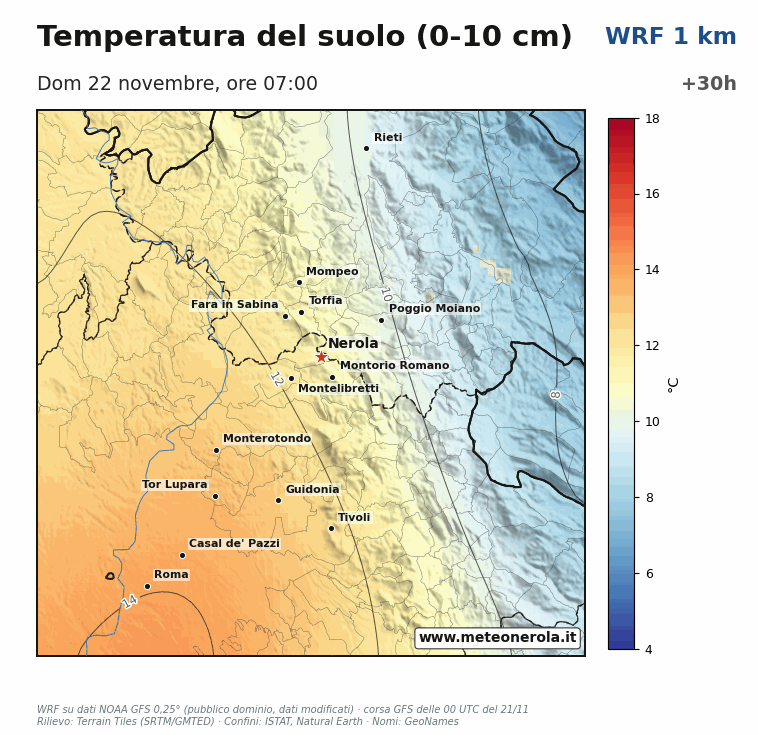 Temperatura del suolo (0-10 cm)
WRF 1 km
Dom 22 novembre, ore 07:00
+30h
Rieti
Mompeo
Fara in Sabina
Toffia
10
Poggio Moiano
Nerola
Montorio Romano
12
Montelibretti
8
Monterotondo
Tor Lupara
Guidonia
Tivoli
Casal de' Pazzi
Roma
14
www.meteonerola.it
18
16
14
12
10
8
6
4
°C
WRF su dati NOAA GFS 0,25° (pubblico dominio, dati modificati) · corsa GFS delle 00 UTC del 21/11
Rilievo: Terrain Tiles (SRTM/GMTED) · Confini: ISTAT, Natural Earth · Nomi: GeoNames